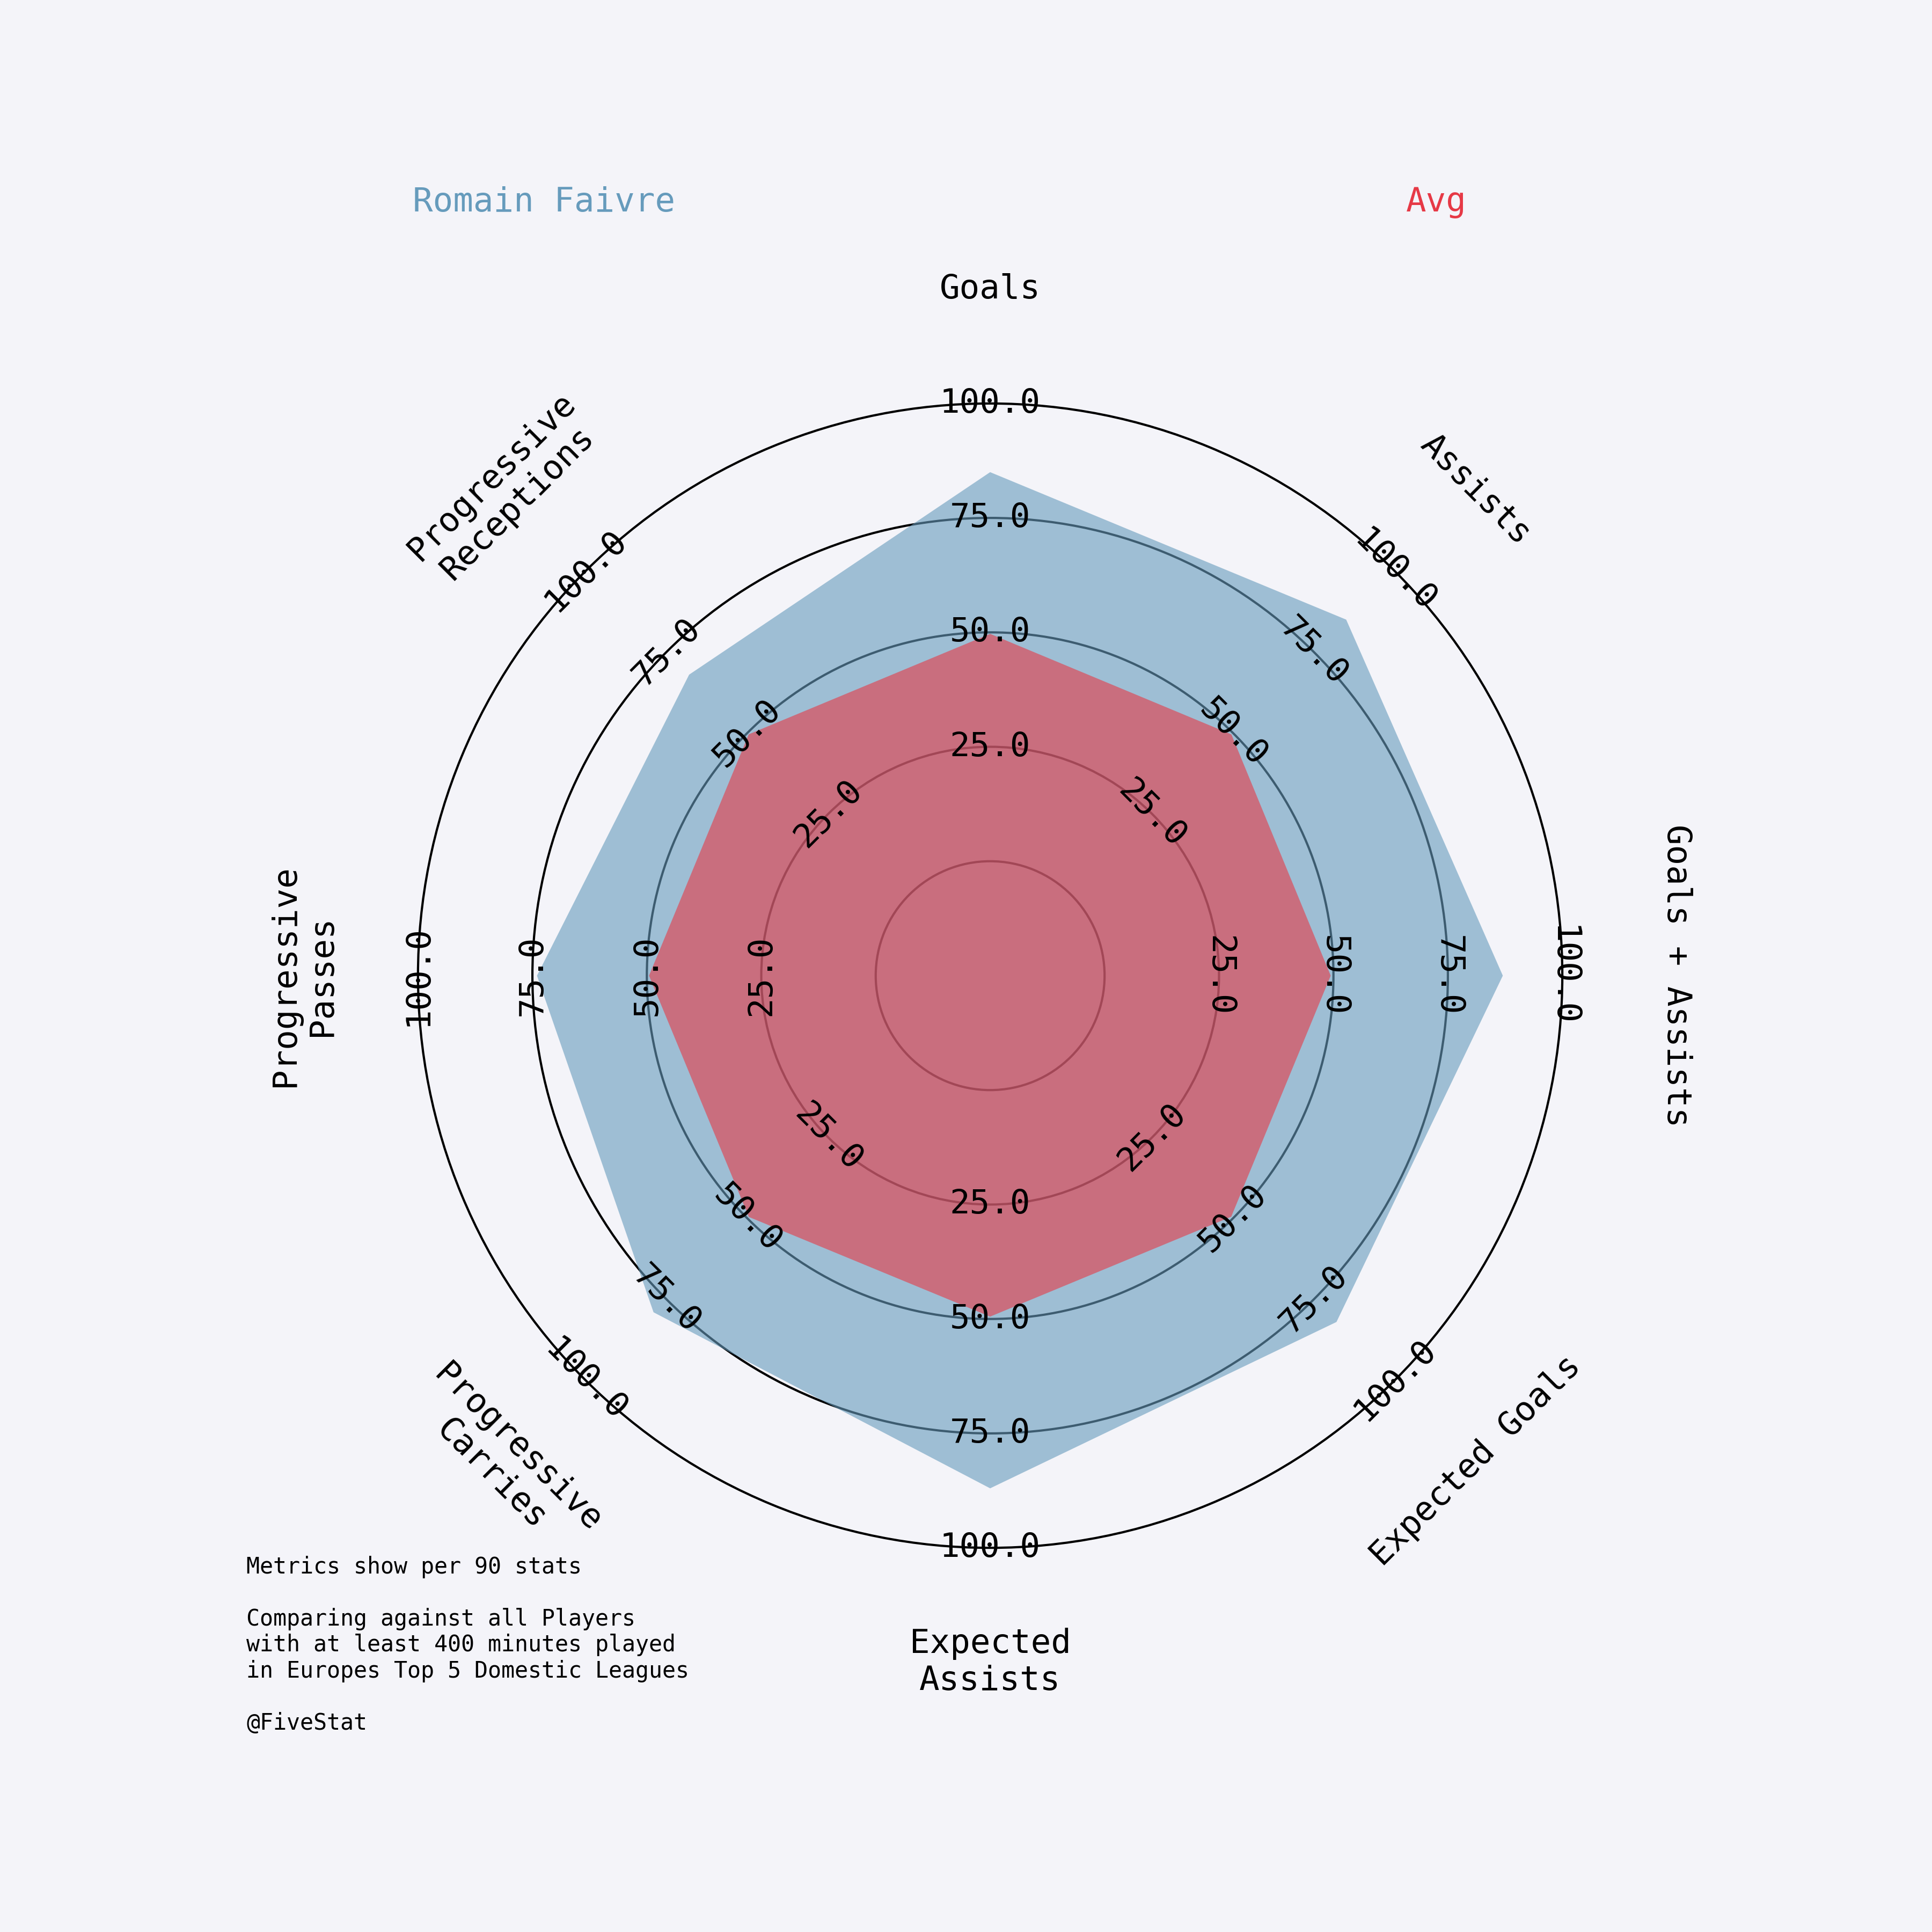 Romain Faivre
Avg
Goals
Assists
Goals + Assists
Expected Goals
Expected
Assists
Progressive
Carries
Progressive
Passes
Progressive
Receptions
25.0
50.0
75.0
100.0
25.0
50.0
75.0
100.0
25.0
50.0
75.0
100.0
25.0
50.0
75.0
100.0
25.0
50.0
75.0
100.0
25.0
50.0
75.0
100.0
25.0
50.0
75.0
100.0
25.0
50.0
75.0
100.0
Metrics show per 90 stats
Comparing against all Players
with at least 400 minutes played
in Europes Top 5 Domestic Leagues
@FiveStat